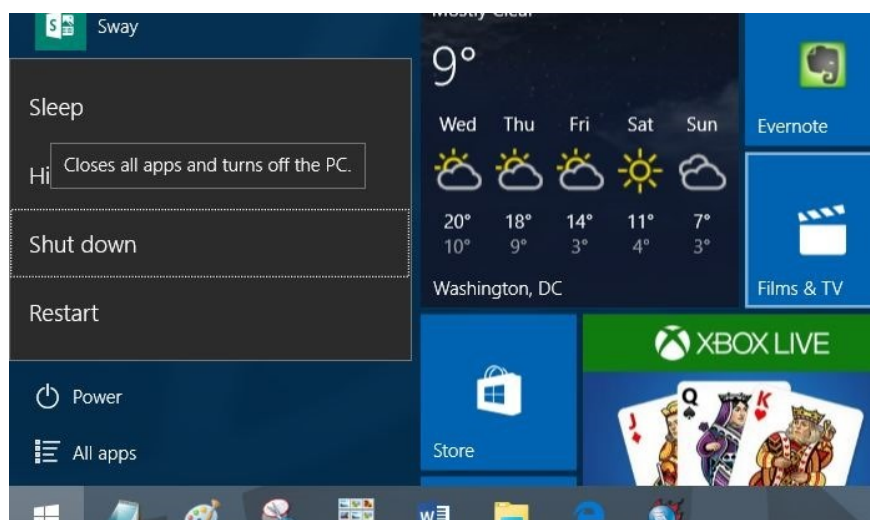 Sway
Sleep
Closes all apps and turns off the PC.
Hi
Shut down
Restart
Power
All apps
Mostly Clear
9°
Wed Thu Fri Sat Sun
20° 18° 14° 11° 7°
10° 9° 3° 4° 3°
Washington, DC
Evernote
Films & TV
Store
XBOX LIVE
J Q K